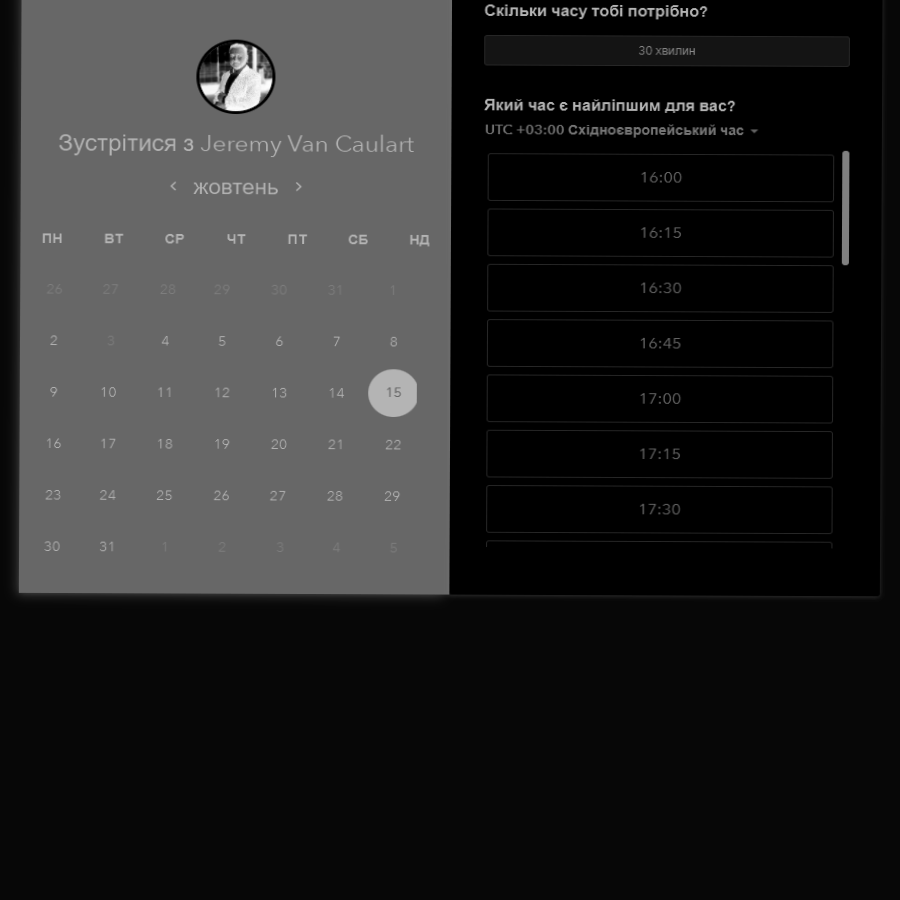 Зустрітися з Jeremy Van Caulart
жовтень
ПН ВТ СР ЧТ ПТ СБ НД
26 27 28 29 30 31 1
2 3 4 5 6 7 8
9 10 11 12 13 14 15
16 17 18 19 20 21 22
23 24 25 26 27 28 29
30 31 1 2 3 4 5
Скільки часу тобі потрібно?
30 хвилин
Який час є найліпшим для вас?
UTC +03:00 Східноєвропейський час
16:00
16:15
16:30
16:45
17:00
17:15
17:30